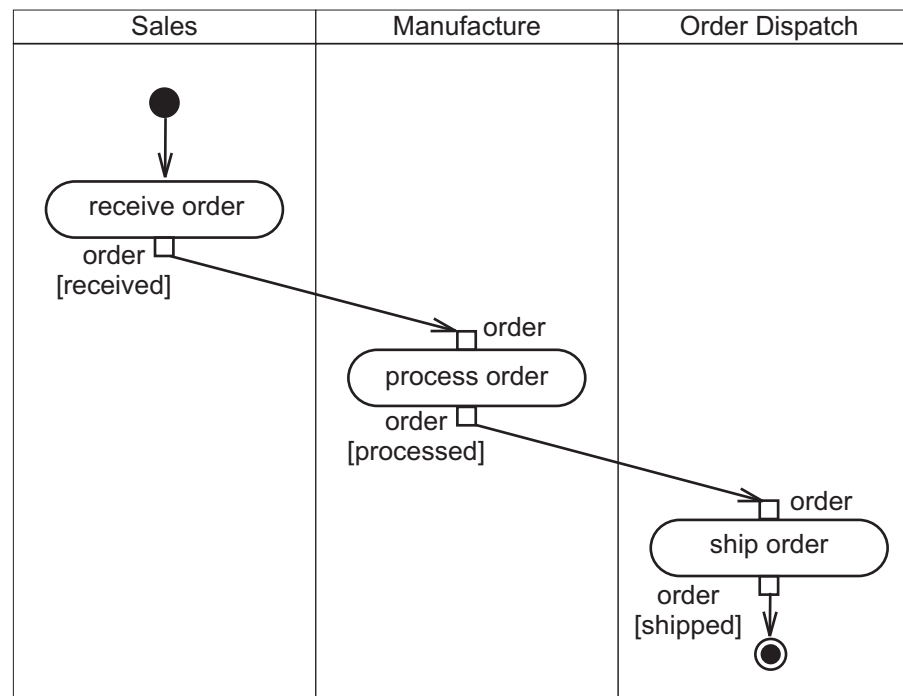 Sales
Manufacture
Order Dispatch
receive order
order
[received]
order
process order
order
[processed]
order
ship order
order
[shipped]